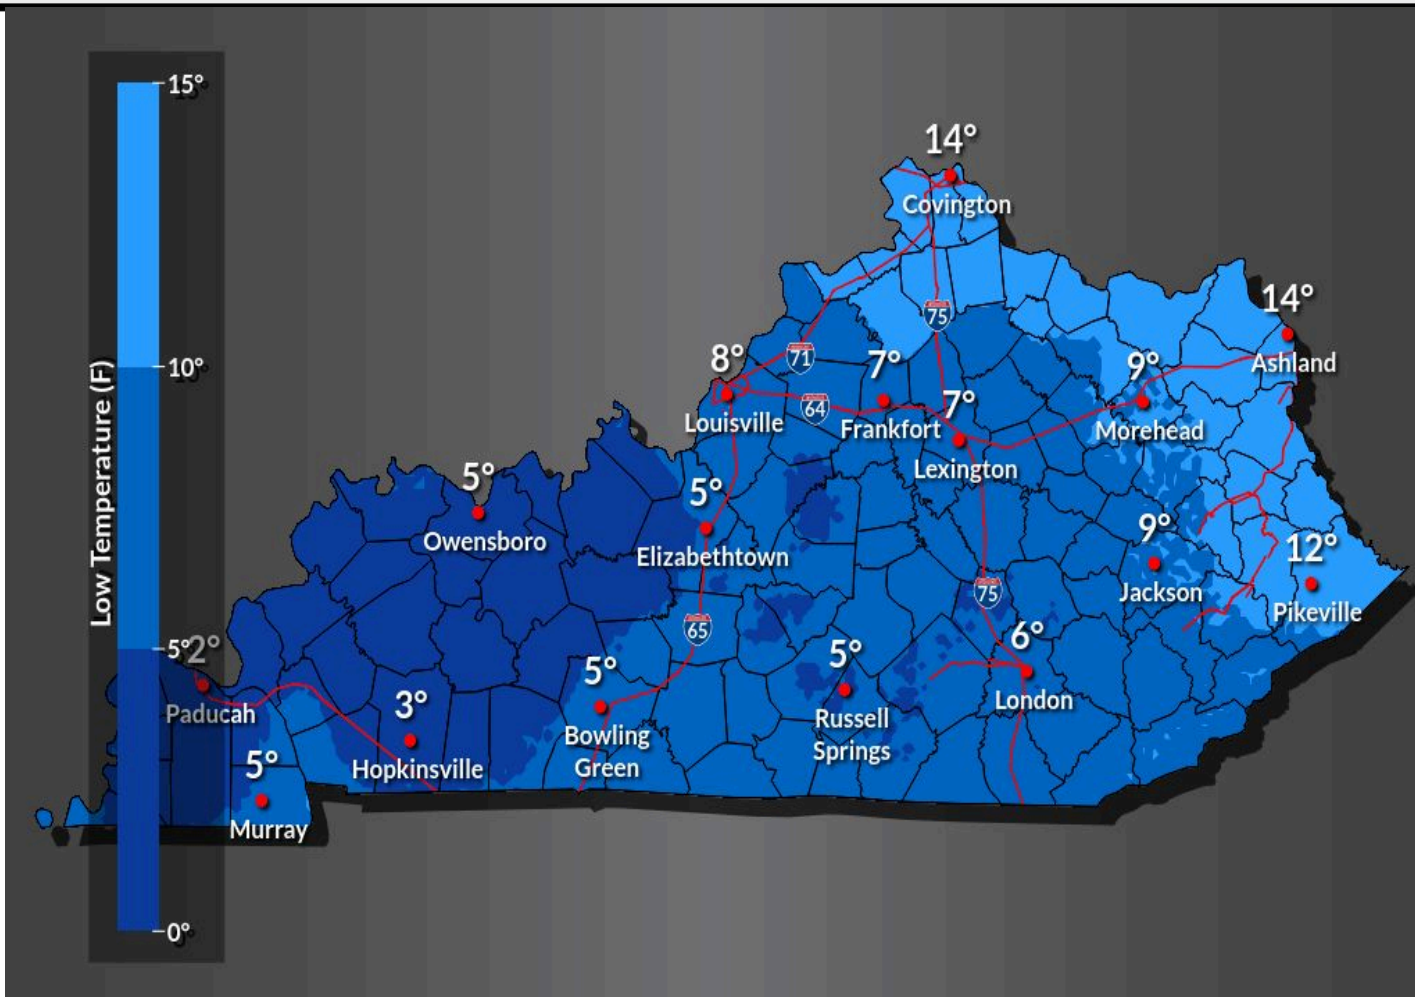 15°
10°
5°
0°
Low Temperature (F)
14°
Covington
14°
Ashland
75
71
8°
Louisville
64
7°
Frankfort
7°
Lexington
9°
Morehead
5°
Owensboro
5°
Elizabethtown
9°
Jackson
12°
Pikeville
75
65
2°
Paducah
3°
Hopkinsville
5°
Bowling
Green
5°
Russell
Springs
6°
London
5°
Murray